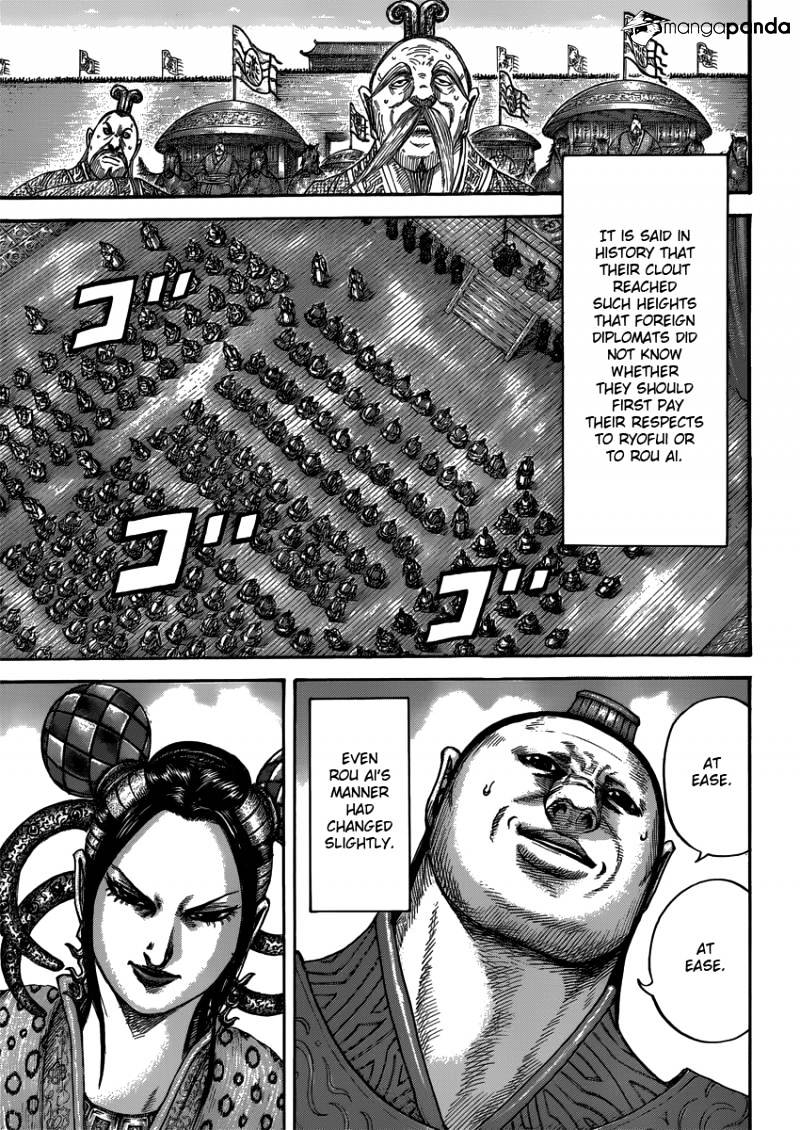 mangapanda
IT IS SAID IN
HISTORY THAT
THEIR CLOUT
REACHED
SUCH HEIGHTS
THAT FOREIGN
DIPLOMATS DID
NOT KNOW
WHETHER
THEY SHOULD
FIRST PAY
THEIR RESPECTS
TO RYOFUI OR
TO ROU AI.
ゴ
ゴ
ゴ
AT
EASE.
EVEN
ROU AI'S
MANNER
HAD
CHANGED
SLIGHTLY.
AT
EASE.